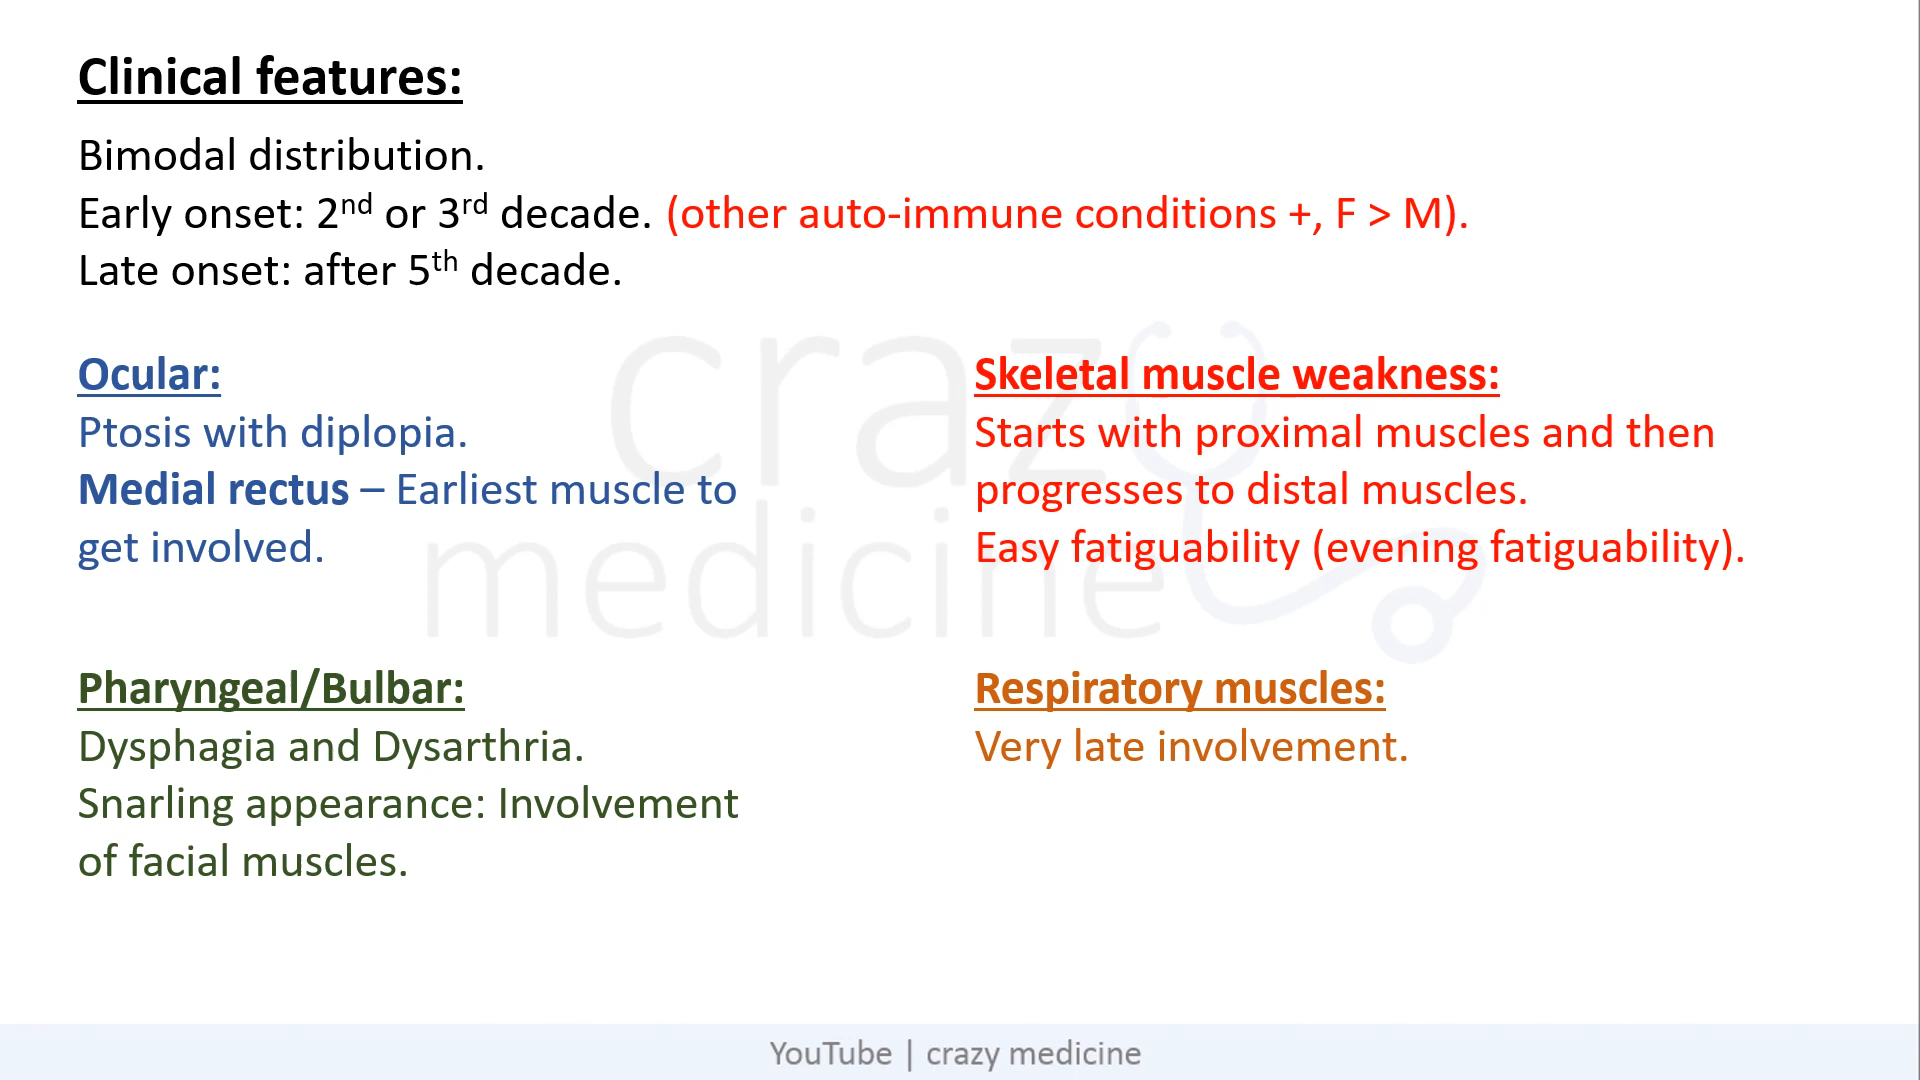 Clinical features:
Bimodal distribution.
Early onset: 2nd or 3rd decade. (other auto-immune conditions +, F > M).
Late onset: after 5th decade.
Ocular:
Ptosis with diplopia.
Medial rectus – Earliest muscle to
get involved.
Skeletal muscle weakness:
Starts with proximal muscles and then
progresses to distal muscles.
Easy fatiguability (evening fatiguability).
Pharyngeal/Bulbar:
Dysphagia and Dysarthria.
Snarling appearance: Involvement
of facial muscles.
Respiratory muscles:
Very late involvement.
crazy
medicine
YouTube | crazy medicine